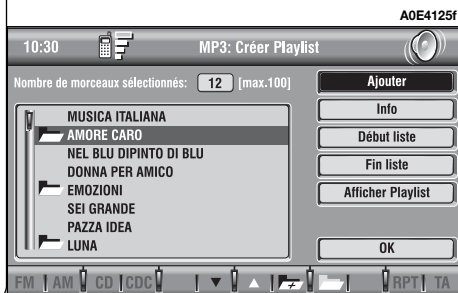 A0E4125f
10:30 MP3: Créer Playlist
Nombre de morceaux sélectionnés: 12 [max.100]
Ajouter
Info
Début liste
Fin liste
Afficher Playlist
OK
MUSICA ITALIANA
AMORE CARO
NEL BLU DIPINTO DI BLU
DONNA PER AMICO
EMOZIONI
SEI GRANDE
PAZZA IDEA
LUNA
FM AM CD CDC RPT TA